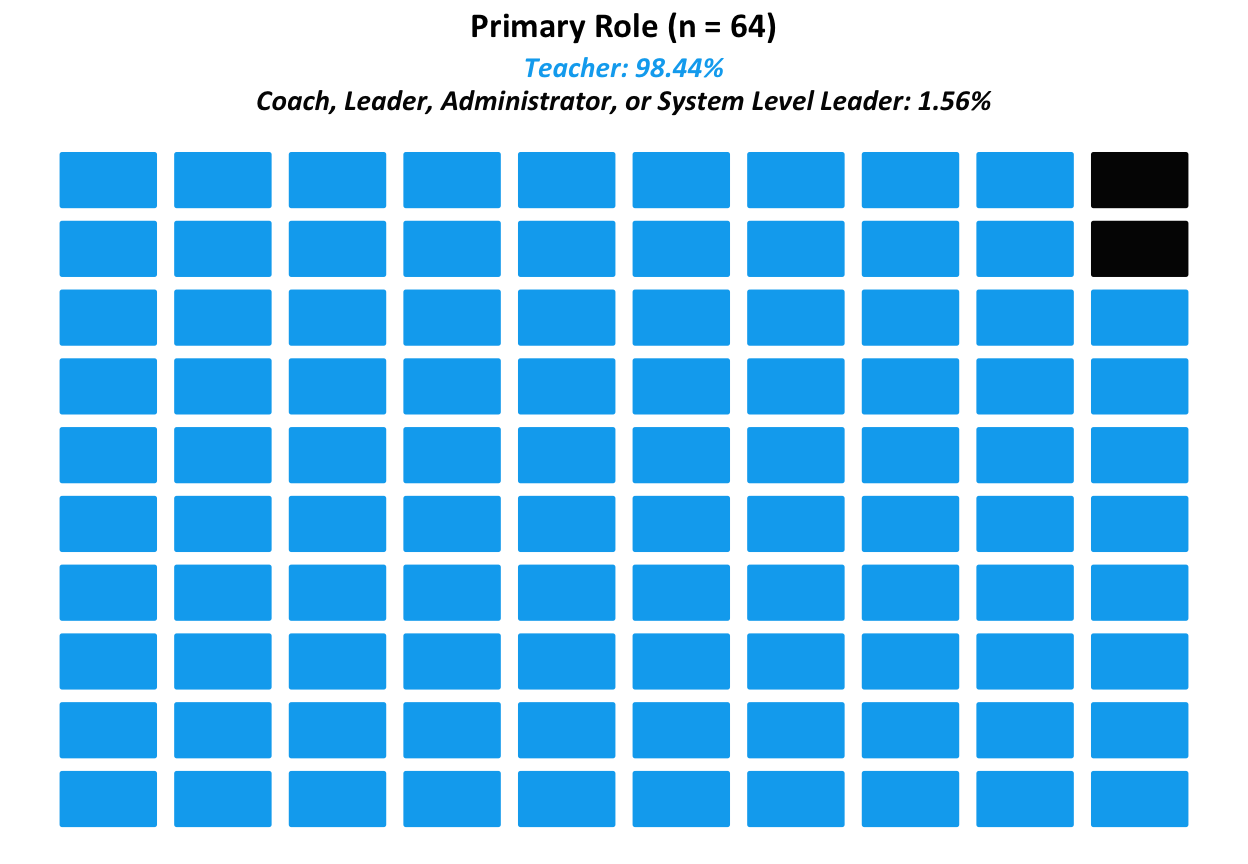 Primary Role (n = 64)
Teacher: 98.44%
Coach, Leader, Administrator, or System Level Leader: 1.56%